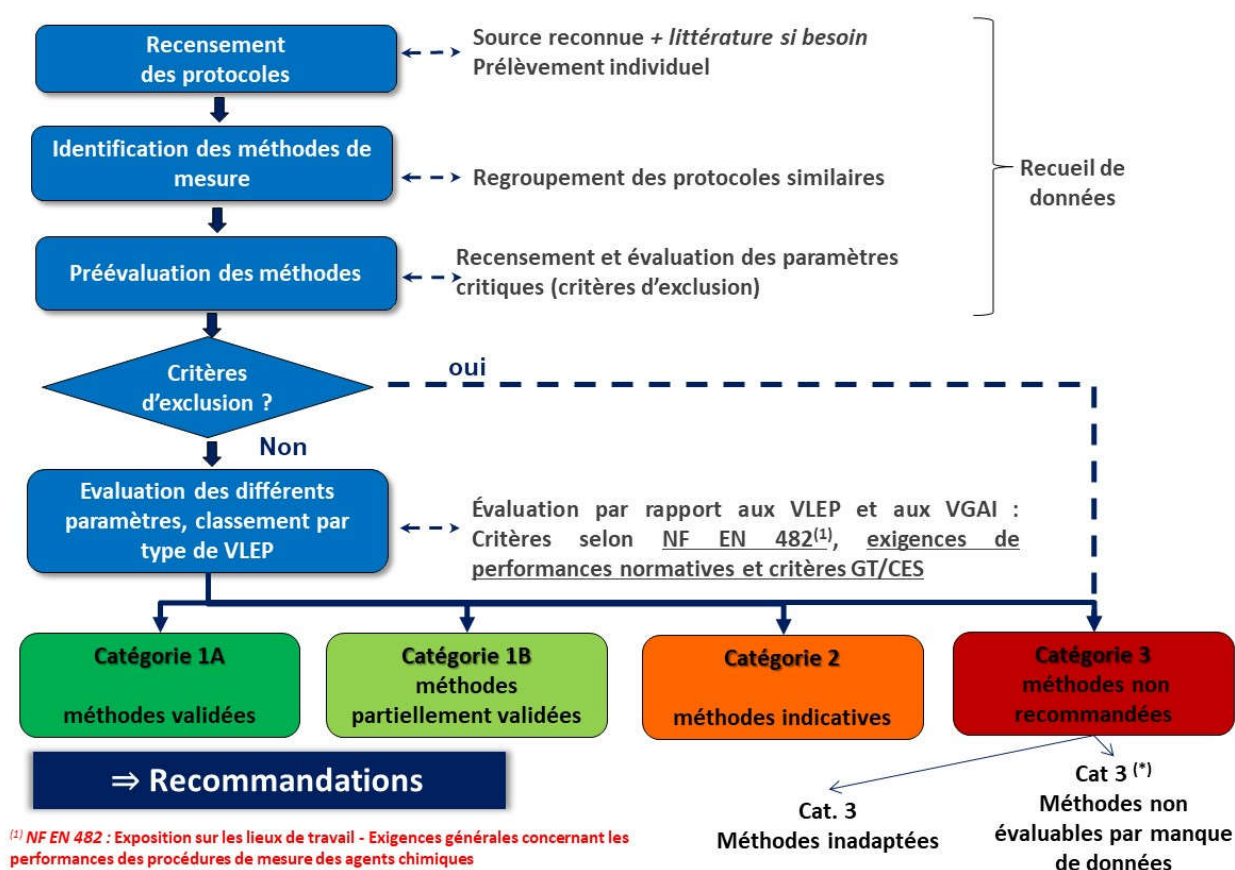 Recensement
des protocoles
Source reconnue + littérature si besoin
Prélèvement individuel
Identification des méthodes de
mesure
Regroupement des protocoles similaires
Recueil de
données
Préévaluation des méthodes
Recensement et évaluation des paramètres
critiques (critères d'exclusion)
Critères
d'exclusion ?
oui
Non
Evaluation des différents
paramètres, classement par
type de VLEP
Évaluation par rapport aux VLEP et aux VGAI :
Critères selon NF EN 482(1), exigences de
performances normatives et critères GT/CES
Catégorie 1A
méthodes validées
Catégorie 1B
méthodes
partiellement validées
Catégorie 2
méthodes indicatives
Catégorie 3
méthodes non
recommandées
⇒ Recommandations
Cat. 3
Méthodes inadaptées
Cat 3 (*)
Méthodes non
évaluables par manque
de données
(1) NF EN 482 : Exposition sur les lieux de travail - Exigences générales concernant les
performances des procédures de mesure des agents chimiques